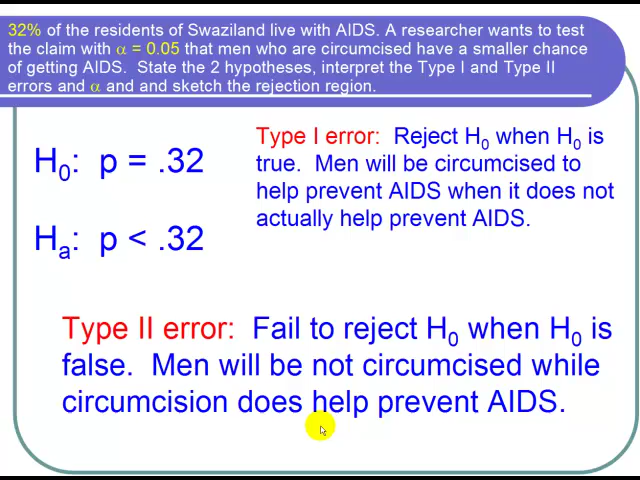 32% of the residents of Swaziland live with AIDS. A researcher wants to test
the claim with α = 0.05 that men who are circumcised have a smaller chance
of getting AIDS. State the 2 hypotheses, interpret the Type I and Type II
errors and α and and sketch the rejection region.
H0: p = .32
Ha: p < .32
Type I error: Reject H0 when H0 is
true. Men will be circumcised to
help prevent AIDS when it does not
actually help prevent AIDS.
Type II error: Fail to reject H0 when H0 is
false. Men will be not circumcised while
circumcision does help prevent AIDS.